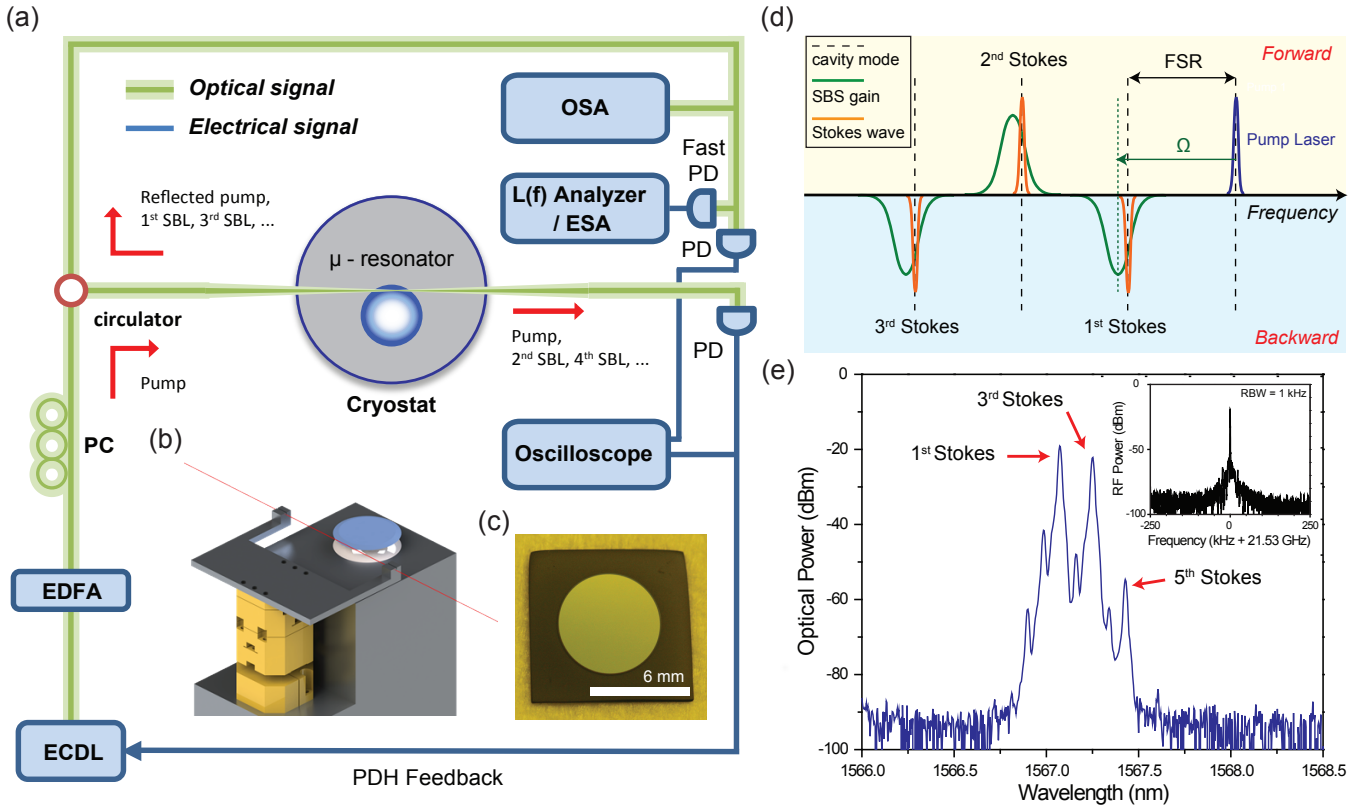 (a)
Optical signal
Electrical signal
OSA
Fast
PD
L(f) Analyzer
/ ESA
PD
Reflected pump,
1st SBL, 3rd SBL, ...
μ - resonator
circulator
Pump
Pump,
2nd SBL, 4th SBL, ...
PD
Cryostat
PC
Oscilloscope
EDFA
ECDL
PDH Feedback
(b)
(c)
6 mm
(d)
cavity mode
SBS gain
Stokes wave
2nd Stokes
FSR
Forward
Pump Laser
Ω
Frequency
3rd Stokes
1st Stokes
Backward
(e)
Optical Power (dBm)
0
-20
-40
-60
-80
-100
1566.0
1566.5
1567.0
1567.5
1568.0
1568.5
Wavelength (nm)
1st Stokes
3rd Stokes
5th Stokes
RBW = 1 kHz
RF Power (dBm)
0
-50
-100
-250
0
250
Frequency (kHz + 21.53 GHz)